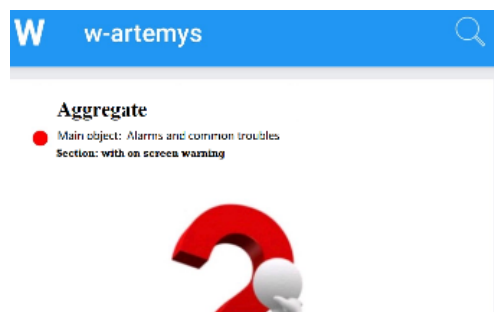 W w-artemys
Aggregate
Main object: Alarms and common troubles
Section: with on screen warning